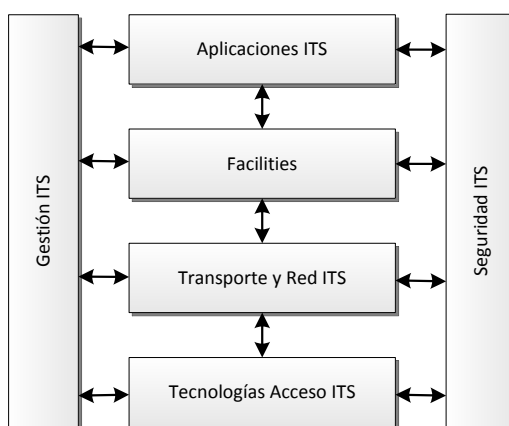 Aplicaciones ITS
Facilities
Gestión ITS
Seguridad ITS
Transporte y Red ITS
Tecnologías Acceso ITS